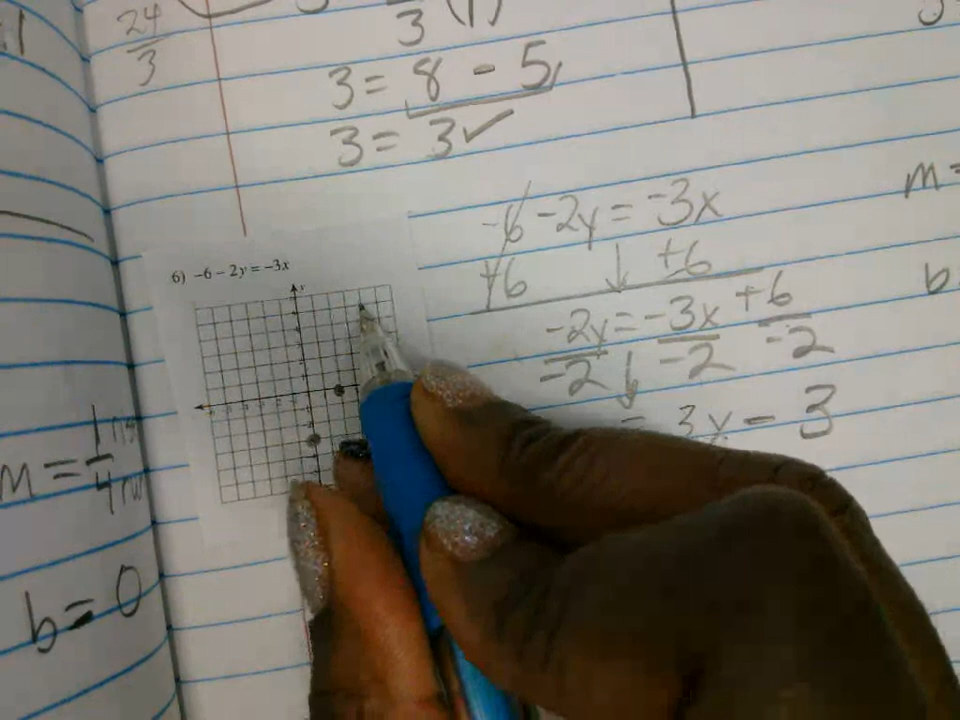 24
3
3 (1)
3 = 8 - 5
3 = 3 ✓
6) -6 - 2y = -3x
-6 - 2y = -3x
+6 +6
-2y = -3x + 6
-2 -2 -2
= 3x - 3
m =
b
m = 1
4
b = 0